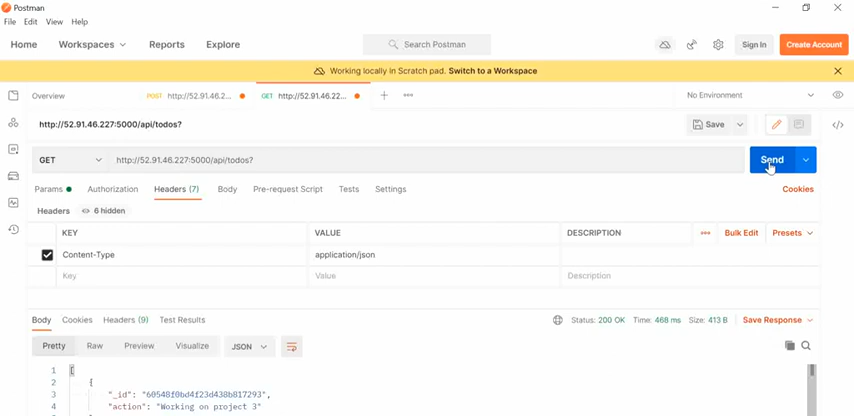 Postman
File Edit View Help
Home Workspaces Reports Explore Search Postman Sign In Create Account
Working locally in Scratch pad. Switch to a Workspace
Overview POST http://52.91.46.2... GET http://52.91.46.227:5... No Environment
http://52.91.46.227:5000/api/todos? Save
GET http://52.91.46.227:5000/api/todos? Send
Params Authorization Headers (7) Body Pre-request Script Tests Settings Cookies
Headers 6 hidden
KEY VALUE DESCRIPTION Bulk Edit Presets
Content-Type application/json
Key Value Description
Body Cookies Headers (9) Test Results Status: 200 OK Time: 468 ms Size: 413 B Save Response
Pretty Raw Preview Visualize JSON
1 [
2 {
3 "_id": "60548f0bd4f23d438b817293",
4 "action": "Working on project 3"